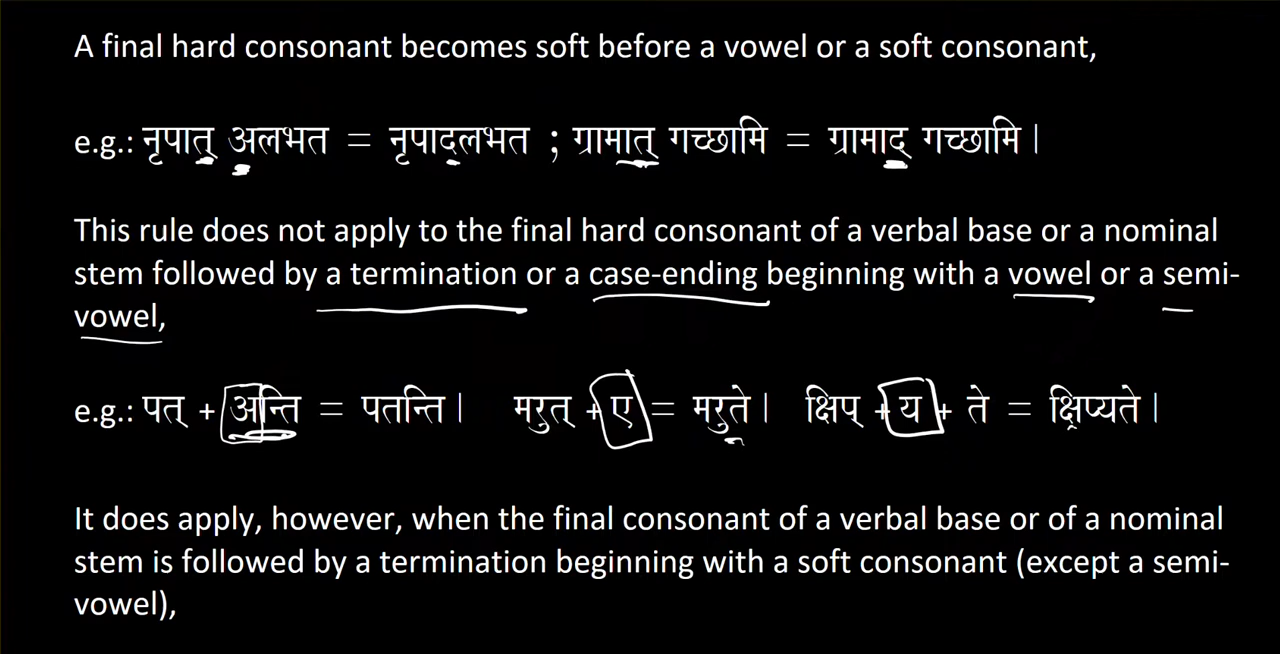 A final hard consonant becomes soft before a vowel or a soft consonant,
e.g.: नृपात् अलभत = नृपाद्लभत ; ग्रामात् गच्छामि = ग्रामाद् गच्छामि ।
This rule does not apply to the final hard consonant of a verbal base or a nominal
stem followed by a termination or a case-ending beginning with a vowel or a semi-
vowel,
e.g.: पत् + अन्ति = पतन्ति । मरुत् + ए = मरुते । क्षिप् + य + ते = क्षिप्यते ।
It does apply, however, when the final consonant of a verbal base or of a nominal
stem is followed by a termination beginning with a soft consonant (except a semi-
vowel),